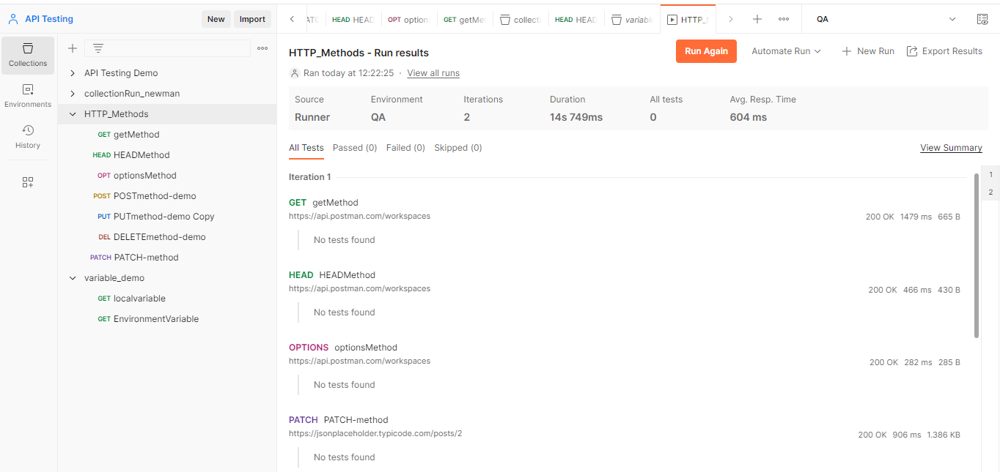 API Testing
New
Import
ATC
HEAD HEAD
OPT option
GET getMet
collecti
HEAD HEAD
variabl
HTTP_
QA
Collections
Environments
History
API Testing Demo
collectionRun_newman
HTTP_Methods
GET getMethod
HEAD HEADMethod
OPT optionsMethod
POST POSTmethod-demo
PUT PUTmethod-demo Copy
DEL DELETEmethod-demo
PATCH PATCH-method
variable_demo
GET localvariable
GET EnvironmentVariable
HTTP_Methods - Run results
Run Again
Automate Run
New Run
Export Results
Ran today at 12:22:25 · View all runs
Source Environment Iterations Duration All tests Avg. Resp. Time
Runner QA 2 14s 749ms 0 604 ms
All Tests Passed (0) Failed (0) Skipped (0) View Summary
Iteration 1
1
2
GET getMethod
https://api.postman.com/workspaces
200 OK 1479 ms 665 B
No tests found
HEAD HEADMethod
https://api.postman.com/workspaces
200 OK 466 ms 430 B
No tests found
OPTIONS optionsMethod
https://api.postman.com/workspaces
200 OK 282 ms 285 B
No tests found
PATCH PATCH-method
https://jsonplaceholder.typicode.com/posts/2
200 OK 906 ms 1.386 KB
No tests found